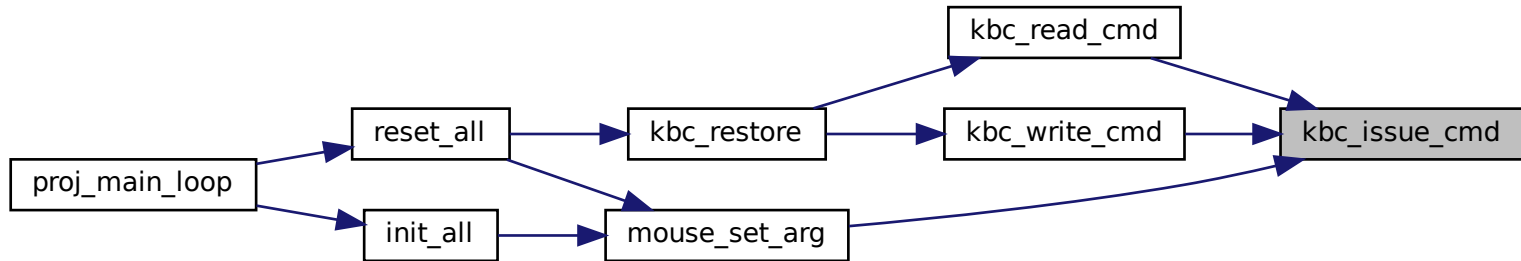 kbc_read_cmd
reset_all
kbc_restore
kbc_write_cmd
kbc_issue_cmd
proj_main_loop
init_all
mouse_set_arg